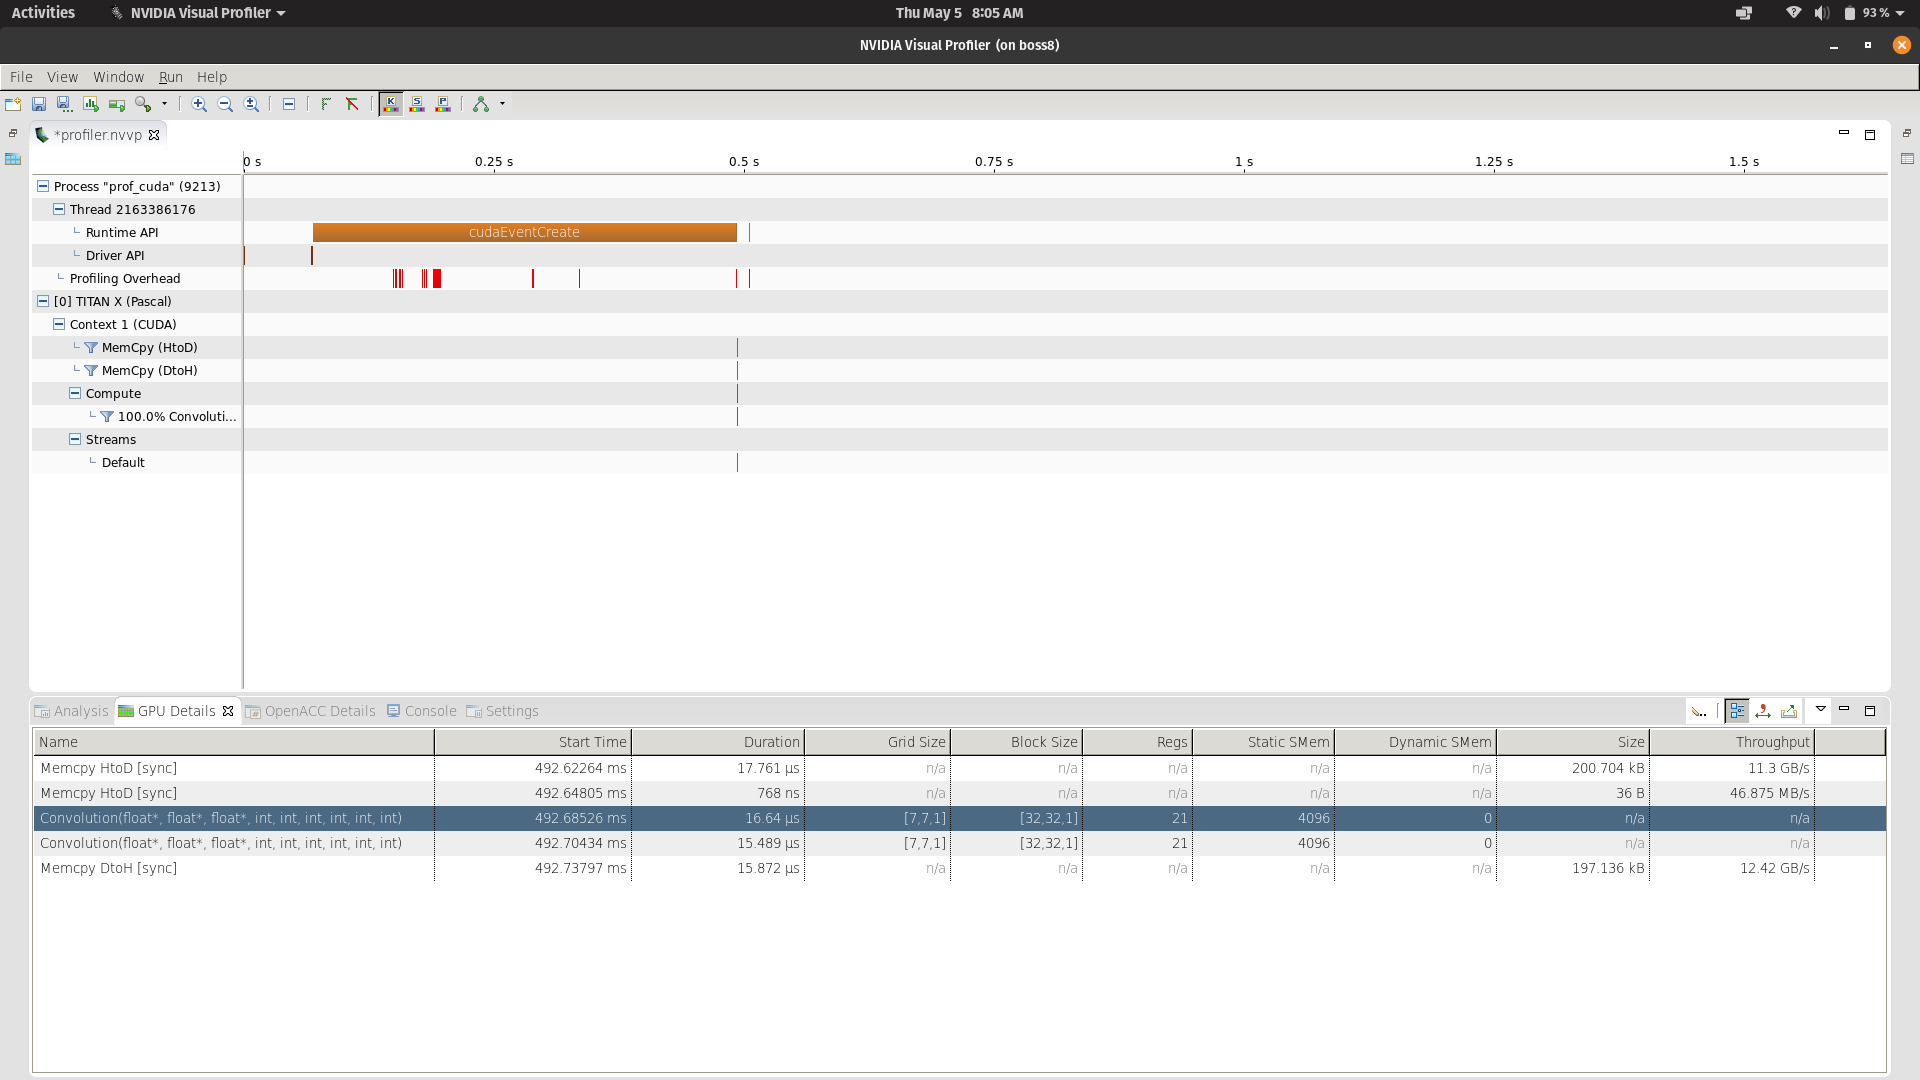 Activities NVIDIA Visual Profiler Thu May 5 8:05 AM 93 %
NVIDIA Visual Profiler (on boss8)
File View Window Run Help
K S P
*profiler.nvvp
0 s 0.25 s 0.5 s 0.75 s 1 s 1.25 s 1.5 s
Process "prof_cuda" (9213)
Thread 2163386176
Runtime API cudaEventCreate
Driver API
Profiling Overhead
[0] TITAN X (Pascal)
Context 1 (CUDA)
MemCpy (HtoD)
MemCpy (DtoH)
Compute
100.0% Convoluti...
Streams
Default
Analysis GPU Details OpenACC Details Console Settings
Name Start Time Duration Grid Size Block Size Regs Static SMem Dynamic SMem Size Throughput
Memcpy HtoD [sync] 492.62264 ms 17.761 µs n/a n/a n/a n/a n/a 200.704 kB 11.3 GB/s
Memcpy HtoD [sync] 492.64805 ms 768 ns n/a n/a n/a n/a n/a 36 B 46.875 MB/s
Convolution(float*, float*, float*, int, int, int, int, int, int) 492.68526 ms 16.64 µs [7,7,1] [32,32,1] 21 4096 0 n/a n/a
Convolution(float*, float*, float*, int, int, int, int, int, int) 492.70434 ms 15.489 µs [7,7,1] [32,32,1] 21 4096 0 n/a n/a
Memcpy DtoH [sync] 492.73797 ms 15.872 µs n/a n/a n/a n/a n/a 197.136 kB 12.42 GB/s